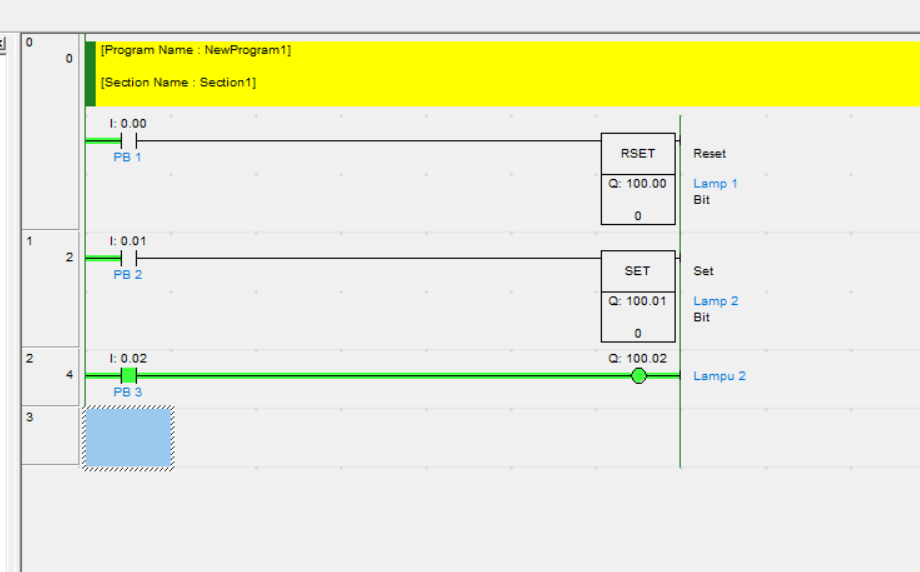 0
0
[Program Name : NewProgram1]
[Section Name : Section1]
I: 0.00
PB 1
RSET
Reset
Q: 100.00
Lamp 1
Bit
0
1
2
I: 0.01
PB 2
SET
Set
Q: 100.01
Lamp 2
Bit
0
2
4
I: 0.02
PB 3
Q: 100.02
Lampu 2
3